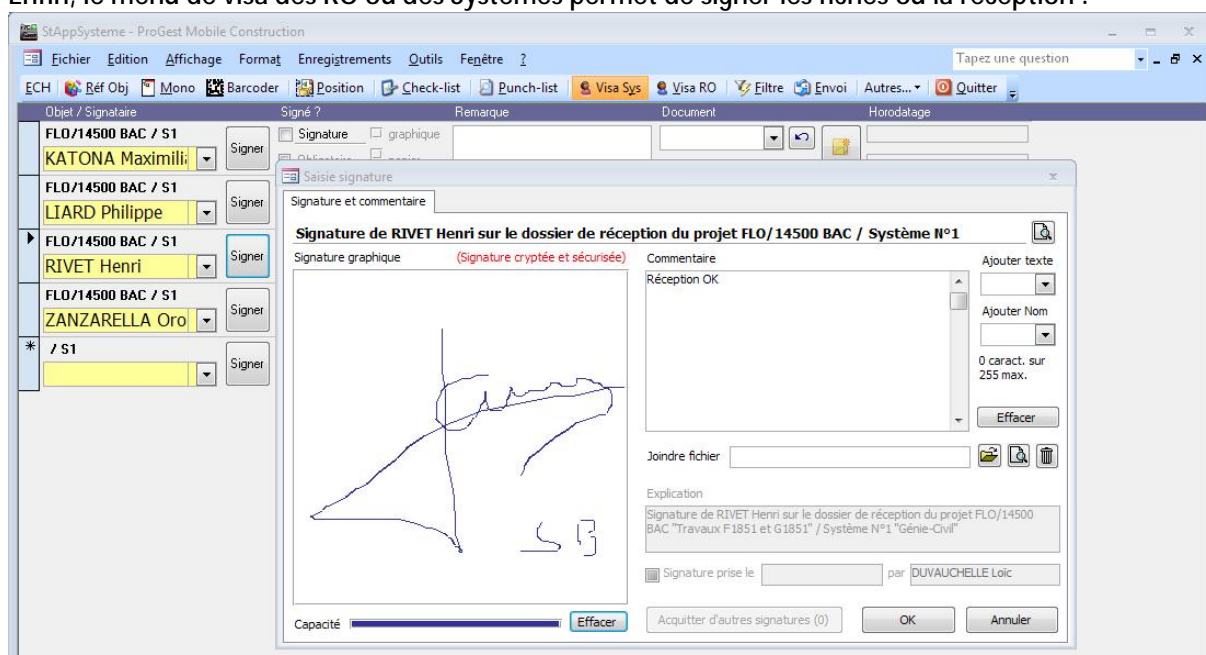 Enfin, le menu de visa des RO ou des systèmes permet de signer les fiches ou la réception :
StAppSysteme - ProGest Mobile Construction
Fichier Edition Affichage Format Enregistrements Outils Fenêtre ? Tapez une question
ECH Réf Obj Mono Barcoder Position Check-list Punch-list Visa Sys Visa RO Filtre Envoi Autres... Quitter
Objet / Signataire Signé ? Remarque Document Horodatage
FLO/14500 BAC / S1
KATONA Maximili
Signer
Signature graphique
Obligatoire papier
FLO/14500 BAC / S1
LIARD Philippe
Signer
FLO/14500 BAC / S1
RIVET Henri
Signer
FLO/14500 BAC / S1
ZANZARELLA Oro
Signer
* / S1
Signer
Saisie signature
Signature et commentaire
Signature de RIVET Henri sur le dossier de réception du projet FLO/14500 BAC / Système N°1
Signature graphique (Signature cryptée et sécurisée)
SB
Capacité
Effacer
Commentaire
Réception OK
Ajouter texte
Ajouter Nom
0 caract. sur
255 max.
Effacer
Joindre fichier
Explication
Signature de RIVET Henri sur le dossier de réception du projet FLO/14500
BAC "Travaux F1851 et G1851" / Système N°1 "Génie-Civil"
Signature prise le par DUVAUCHELLE Loïc
Acquitter d'autres signatures (0) OK Annuler